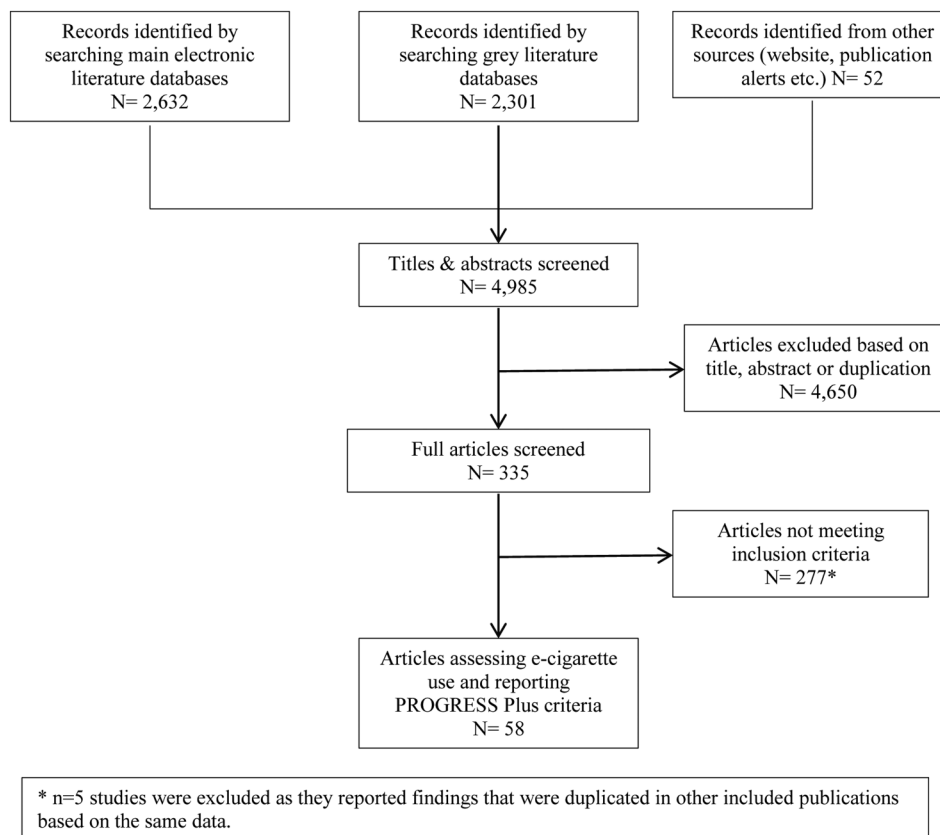 Records identified by
searching main electronic
literature databases
N= 2,632
Records identified by
searching grey literature
databases
N= 2,301
Records identified from other
sources (website, publication
alerts etc.) N= 52
Titles & abstracts screened
N= 4,985
Articles excluded based on
title, abstract or duplication
N= 4,650
Full articles screened
N= 335
Articles not meeting
inclusion criteria
N= 277*
Articles assessing e-cigarette
use and reporting
PROGRESS Plus criteria
N= 58
* n=5 studies were excluded as they reported findings that were duplicated in other included publications
based on the same data.